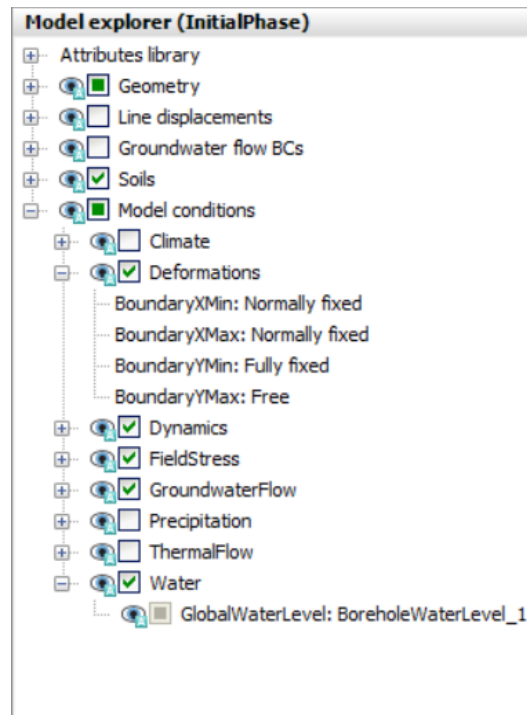 Model explorer (InitialPhase)
Attributes library
Geometry
Line displacements
Groundwater flow BCs
Soils
Model conditions
Climate
Deformations
BoundaryXMin: Normally fixed
BoundaryXMax: Normally fixed
BoundaryYMin: Fully fixed
BoundaryYMax: Free
Dynamics
FieldStress
GroundwaterFlow
Precipitation
ThermalFlow
Water
GlobalWaterLevel: BoreholeWaterLevel_1